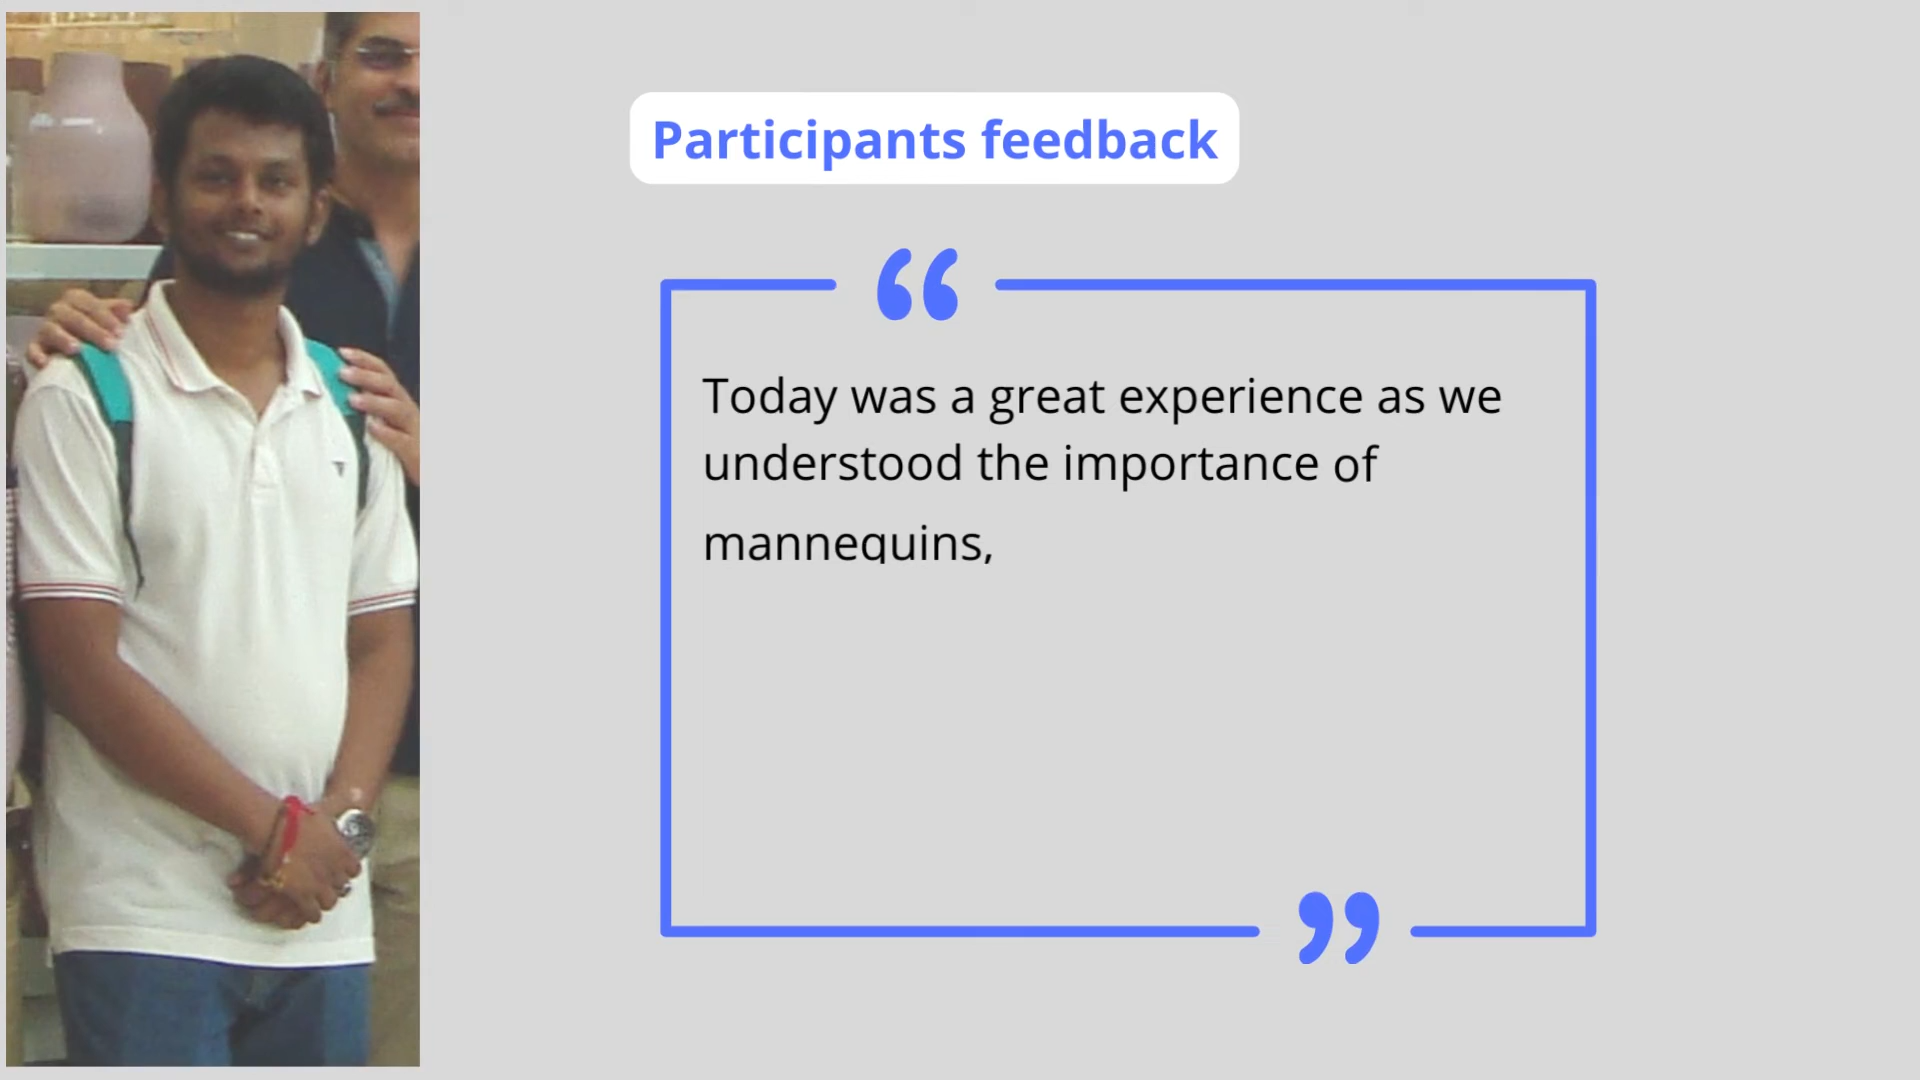 Participants feedback
“
Today was a great experience as we
understood the importance of
mannequins,
”